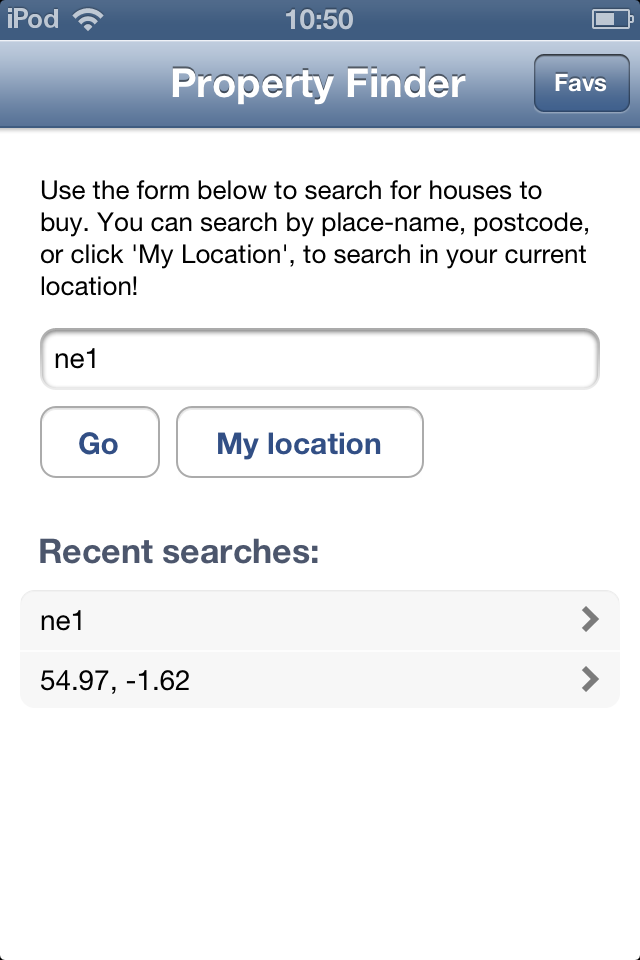 iPod
10:50
Property Finder
Favs
Use the form below to search for houses to
buy. You can search by place-name, postcode,
or click 'My Location', to search in your current
location!
ne1
Go
My location
Recent searches:
ne1
54.97, -1.62